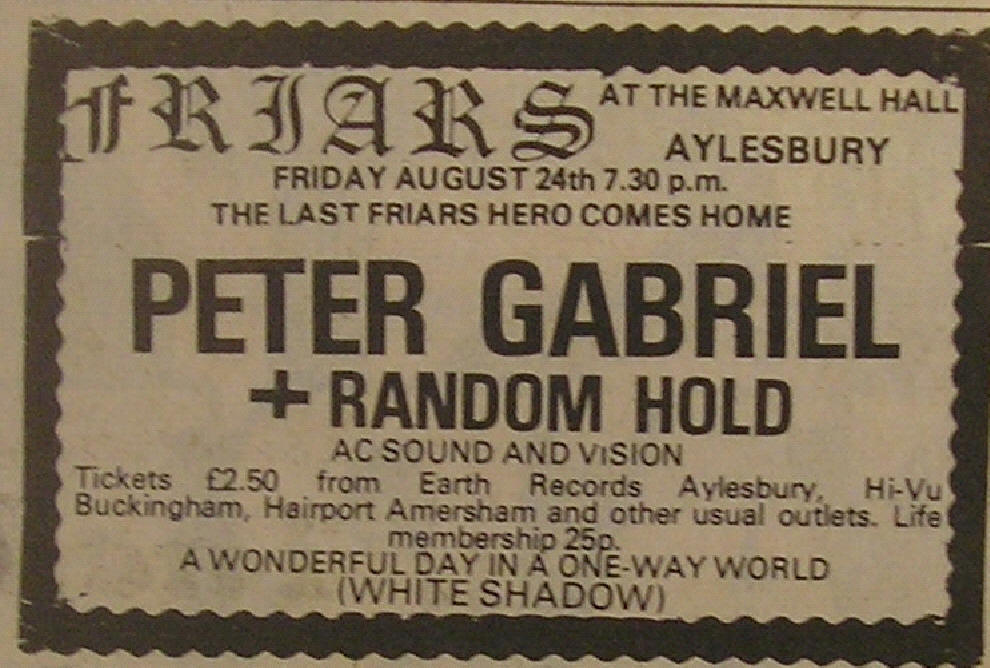 FRIARS AT THE MAXWELL HALL
AYLESBURY
FRIDAY AUGUST 24th 7.30 p.m.
THE LAST FRIARS HERO COMES HOME
PETER GABRIEL
+ RANDOM HOLD
AC SOUND AND VISION
Tickets £2.50 from Earth Records Aylesbury, Hi-Vu
Buckingham, Hairport Amersham and other usual outlets. Life
membership 25p.
A WONDERFUL DAY IN A ONE-WAY WORLD
(WHITE SHADOW)